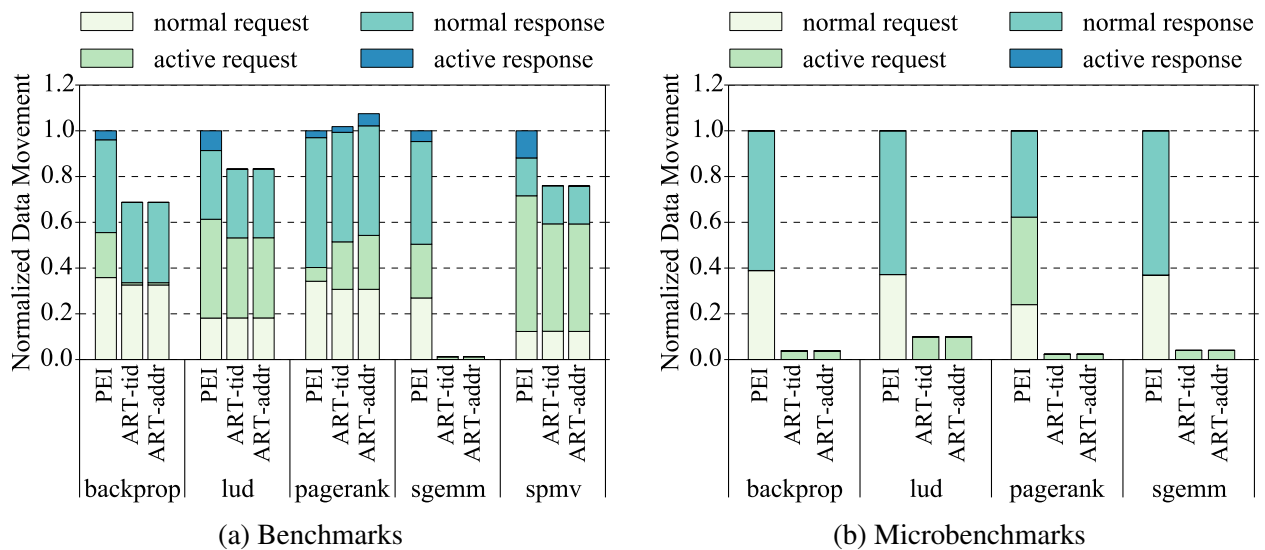 normal request
normal response
active request
active response
Normalized Data Movement
1.2
1.0
0.8
0.6
0.4
0.2
0.0
PEI
ART-tid
ART-addr
PEI
ART-tid
ART-addr
PEI
ART-tid
ART-addr
PEI
ART-tid
ART-addr
PEI
ART-tid
ART-addr
backprop
lud
pagerank
sgemm
spmv
(a) Benchmarks
normal request
normal response
active request
active response
Normalized Data Movement
1.2
1.0
0.8
0.6
0.4
0.2
0.0
PEI
ART-tid
ART-addr
PEI
ART-tid
ART-addr
PEI
ART-tid
ART-addr
PEI
ART-tid
ART-addr
backprop
lud
pagerank
sgemm
(b) Microbenchmarks